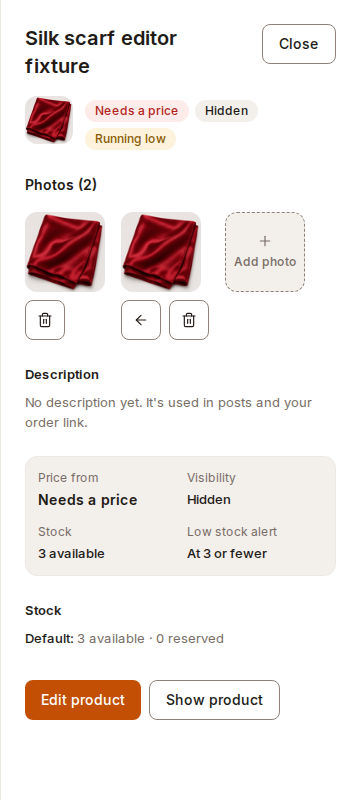 Silk scarf editor
fixture
Close
Needs a price
Hidden
Running low
Photos (2)
Add photo
Description
No description yet. It's used in posts and your
order link.
Price from
Visibility
Needs a price
Hidden
Stock
Low stock alert
3 available
At 3 or fewer
Stock
Default: 3 available · 0 reserved
Edit product
Show product